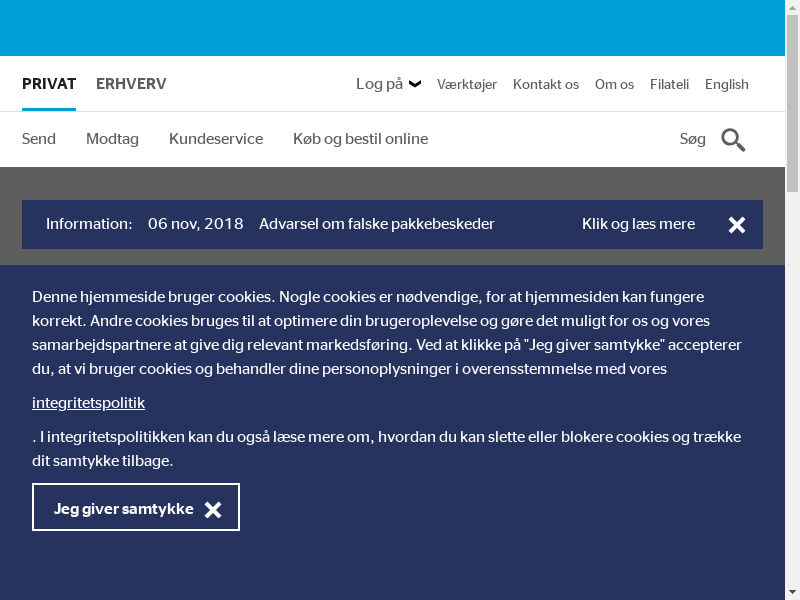 PRIVAT ERHVERV Log på Værktøjer Kontakt os Om os Filateli English
Send Modtag Kundeservice Køb og bestil online Søg
Information: 06 nov, 2018 Advarsel om falske pakkebeskeder Klik og læs mere
Denne hjemmeside bruger cookies. Nogle cookies er nødvendige, for at hjemmesiden kan fungere
korrekt. Andre cookies bruges til at optimere din brugeroplevelse og gøre det muligt for os og vores
samarbejdspartnere at give dig relevant markedsføring. Ved at klikke på "Jeg giver samtykke" accepterer
du, at vi bruger cookies og behandler dine personoplysninger i overensstemmelse med vores
integritetspolitik
. I integritetspolitikken kan du også læse mere om, hvordan du kan slette eller blokere cookies og trække
dit samtykke tilbage.
Jeg giver samtykke